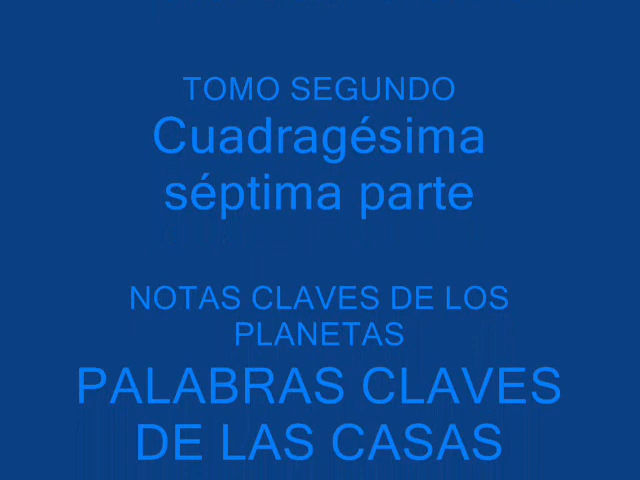 TOMO SEGUNDO
Cuadragésima
séptima parte
NOTAS CLAVES DE LOS
PLANETAS
PALABRAS CLAVES
DE LAS CASAS